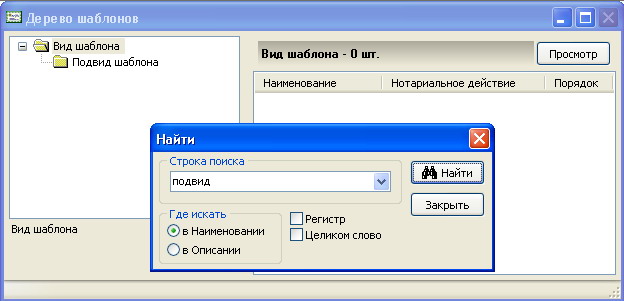 Дерево шаблонов
Вид шаблона
Подвид шаблона
Вид шаблона - 0 шт.
Просмотр
Наименование Нотариальное действие Порядок
Найти
Строка поиска
подвид
Найти
Закрыть
Где искать
в Наименовании
в Описании
Регистр
Целиком слово
Вид шаблона